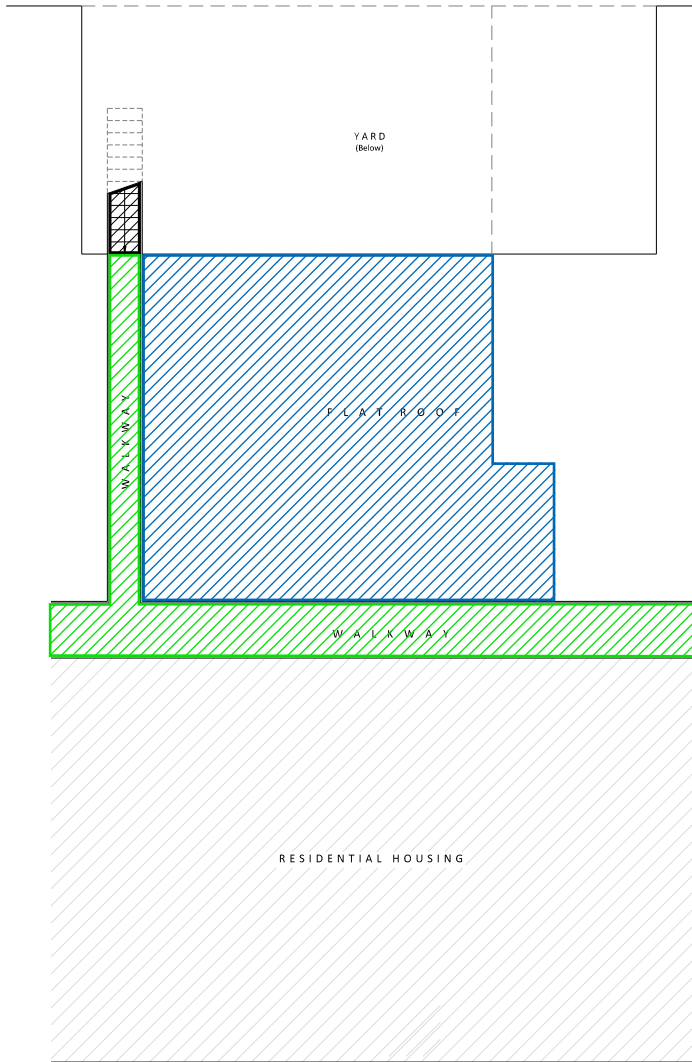 YARD
(Below)
FLAT ROOF
WALKWAY
WALKWAY
RESIDENTIAL HOUSING